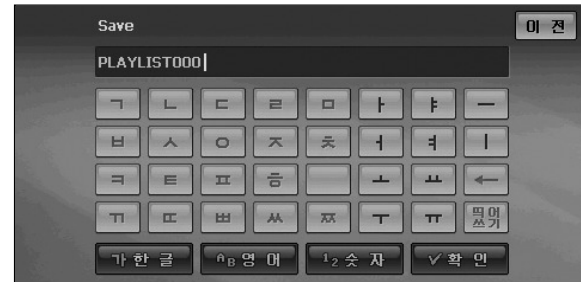 Save 이 전
PLAYLIST000
ㄱ ㄴ ㄷ ㄹ ㅁ ㅏ ㅑ ㅡ
ㅂ ㅅ ㅇ ㅈ ㅊ ㅓ ㅕ ㅣ
ㅋ ㅌ ㅍ ㅎ ㅗ ㅛ ←
ㄲ ㄸ ㅃ ㅆ ㅉ ㅜ ㅠ 띄어쓰기
가 한 글 AB 영 어 12 숫 자 ✓ 확 인